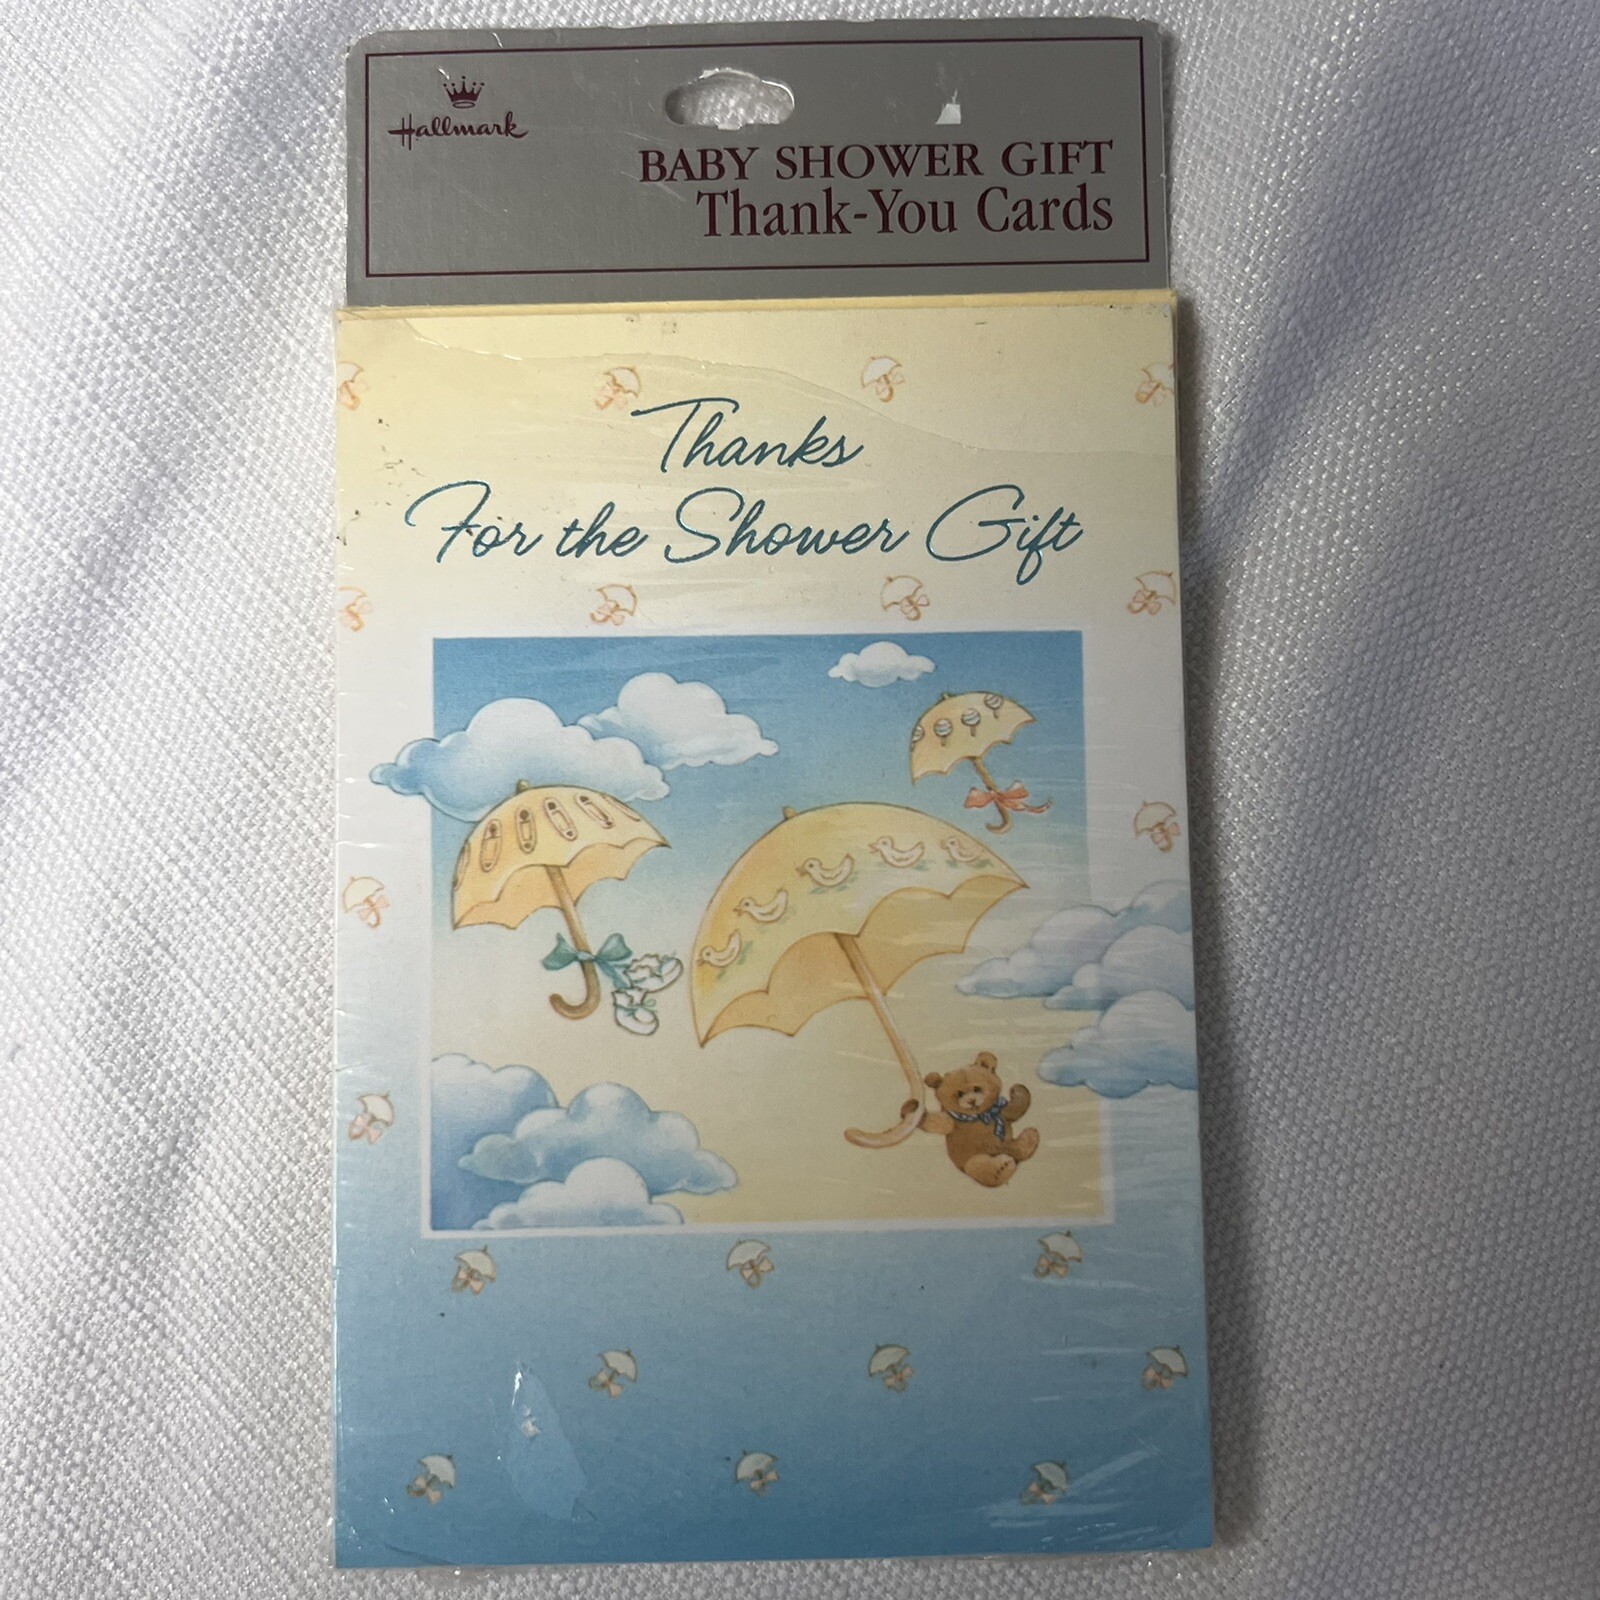 Hallmark
BABY SHOWER GIFT
Thank-You Cards
Thanks
For the Shower Gift